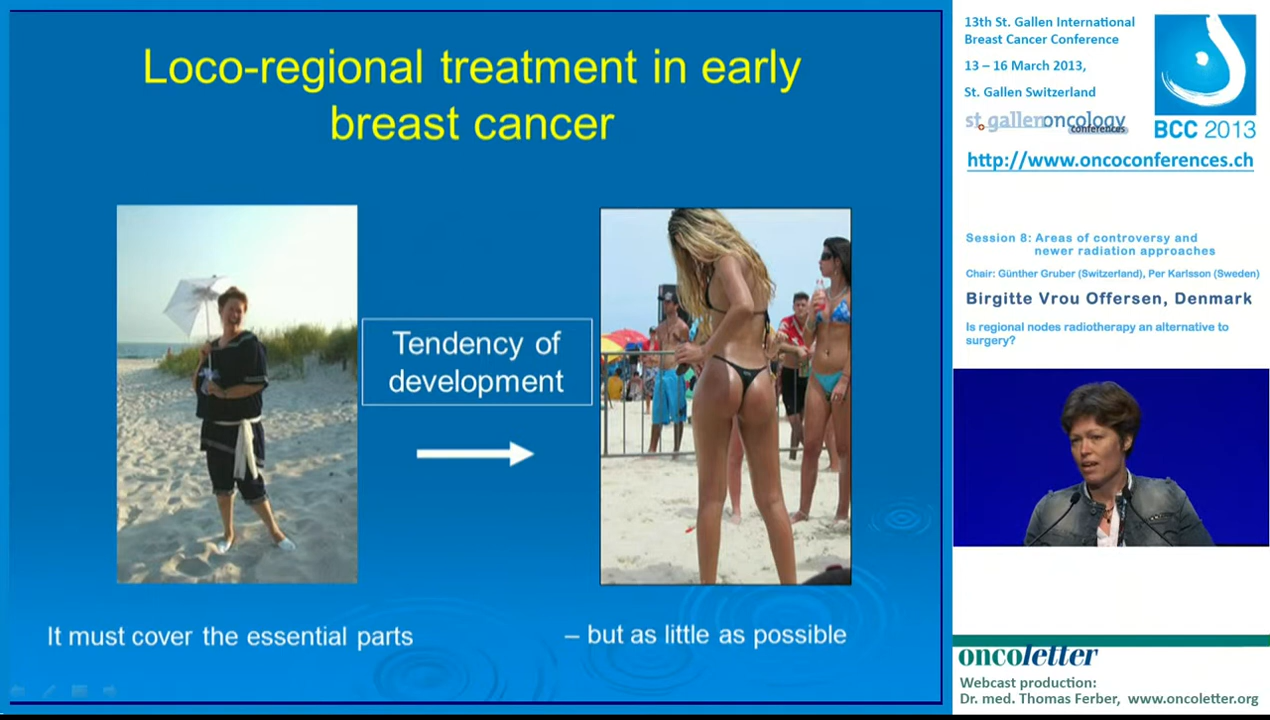 Loco-regional treatment in early
breast cancer
Tendency of
development
It must cover the essential parts
– but as little as possible
13th St. Gallen International
Breast Cancer Conference
13 – 16 March 2013,
St. Gallen Switzerland
st.gallenoncology
conferences
BCC 2013
http://www.oncoconferences.ch
Session 8: Areas of controversy and
newer radiation approaches
Chair: Günther Gruber (Switzerland), Per Karlsson (Sweden)
Birgitte Vrou Offersen, Denmark
Is regional nodes radiotherapy an alternative to
surgery?
oncoletter
Webcast production:
Dr. med. Thomas Ferber, www.oncoletter.org